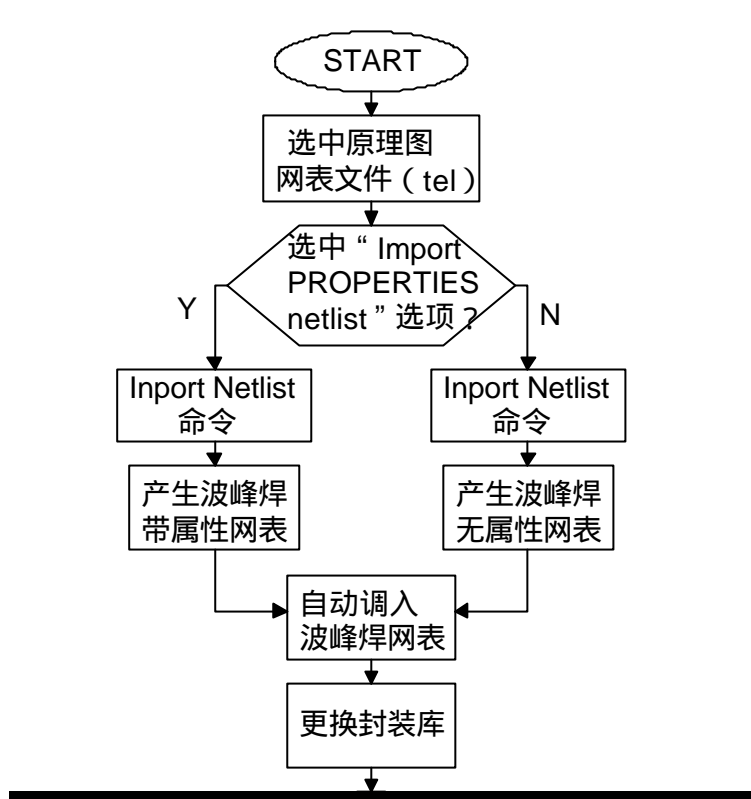 START
选中原理图
网表文件（tel）
选中“Import
PROPERTIES
netlist”选项？
Y
N
Inport Netlist
命令
Inport Netlist
命令
产生波峰焊
带属性网表
产生波峰焊
无属性网表
自动调入
波峰焊网表
更换封装库